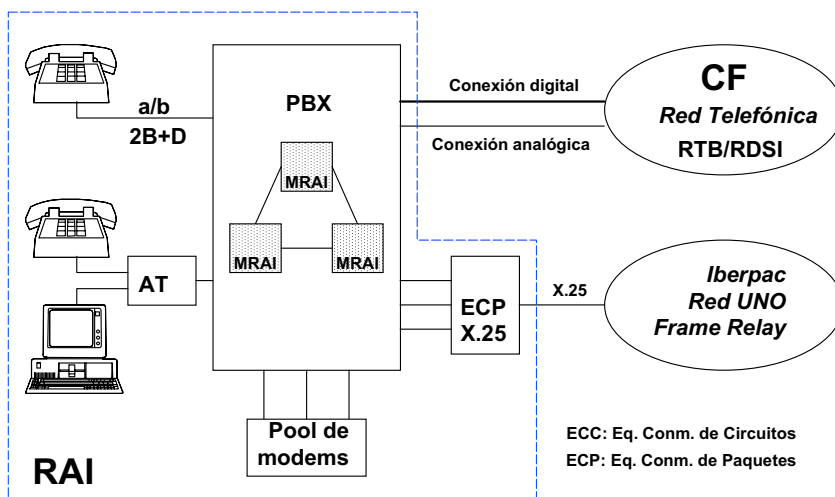 a/b
2B+D
PBX
Conexión digital
Conexión analógica
CF
Red Telefónica
RTB/RDSI
MRAI
MRAI
MRAI
AT
ECP
X.25
X.25
Iberpac
Red UNO
Frame Relay
Pool de
modems
RAI
ECC: Eq. Conm. de Circuitos
ECP: Eq. Conm. de Paquetes